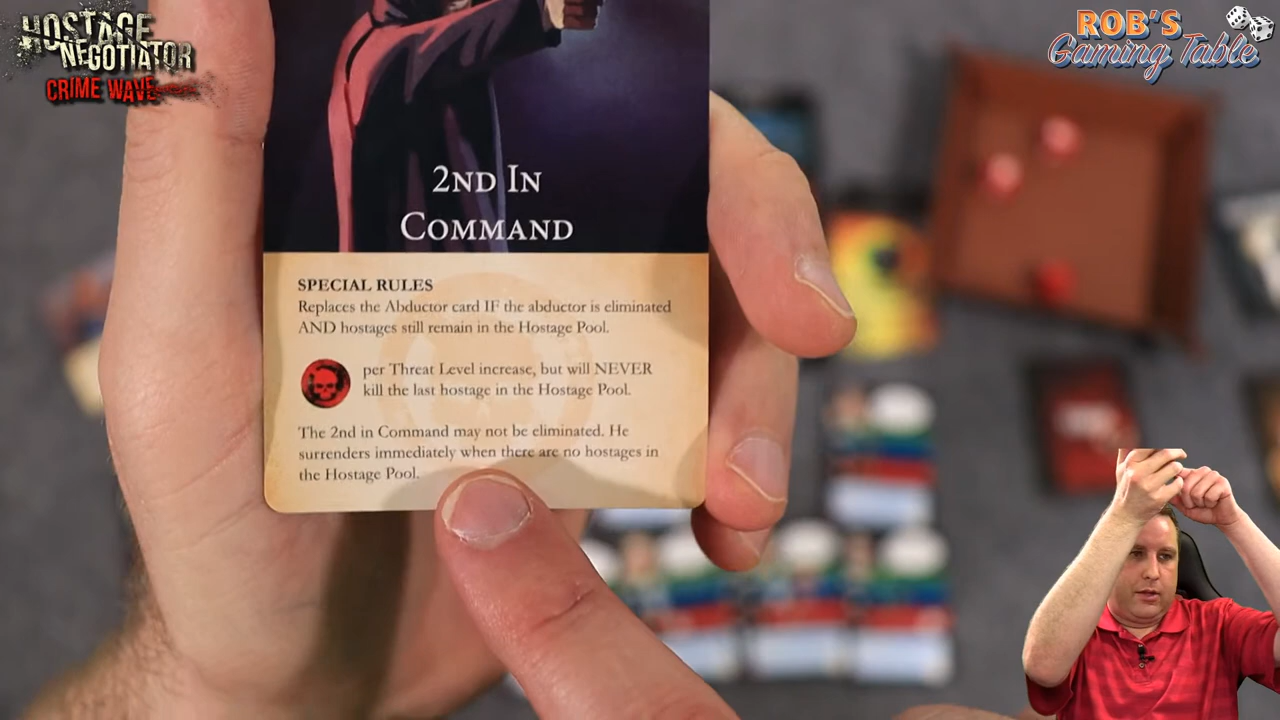 HOSTAGE
NEGOTIATOR
CRIME WAVE
ROB'S
Gaming Table
2ND IN
COMMAND
SPECIAL RULES
Replaces the Abductor card IF the abductor is eliminated
AND hostages still remain in the Hostage Pool.
per Threat Level increase, but will NEVER
kill the last hostage in the Hostage Pool.
The 2nd in Command may not be eliminated. He
surrenders immediately when there are no hostages in
the Hostage Pool.